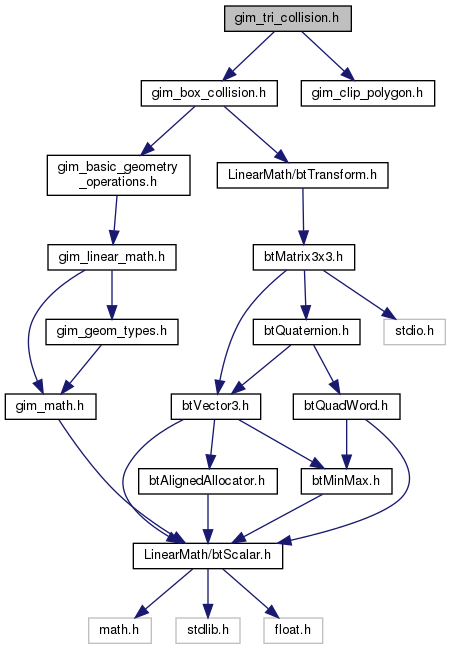 gim_tri_collision.h
gim_box_collision.h
gim_clip_polygon.h
gim_basic_geometry
_operations.h
LinearMath/btTransform.h
gim_linear_math.h
btMatrix3x3.h
gim_geom_types.h
btQuaternion.h
stdio.h
gim_math.h
btVector3.h
btQuadWord.h
btAlignedAllocator.h
btMinMax.h
LinearMath/btScalar.h
math.h
stdlib.h
float.h